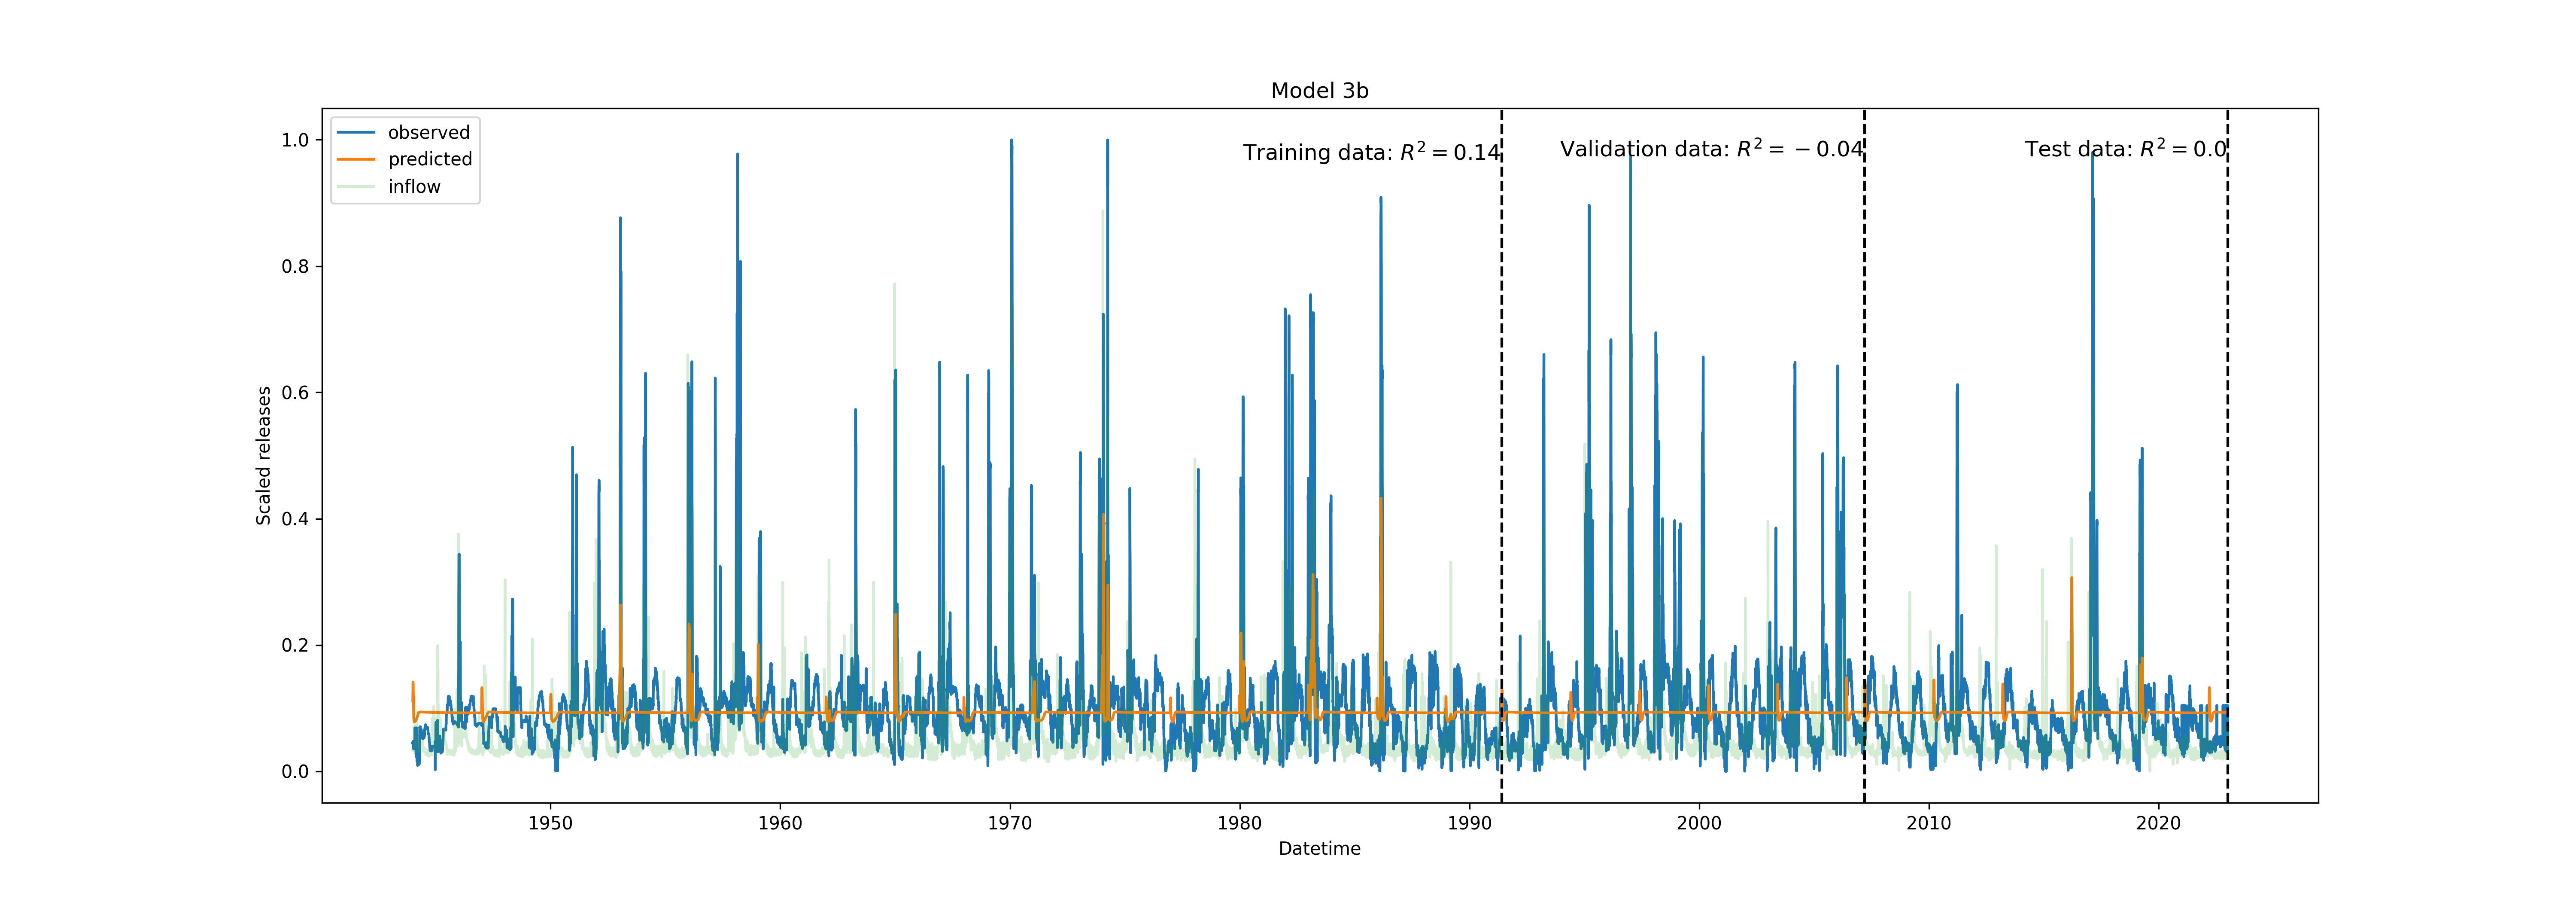 Model 3b
observed
predicted
inflow
Training data: R² = 0.14
Validation data: R² = −0.04
Test data: R² = 0.0
1.0
0.8
0.6
0.4
0.2
0.0
Scaled releases
1950 1960 1970 1980 1990 2000 2010 2020
Datetime